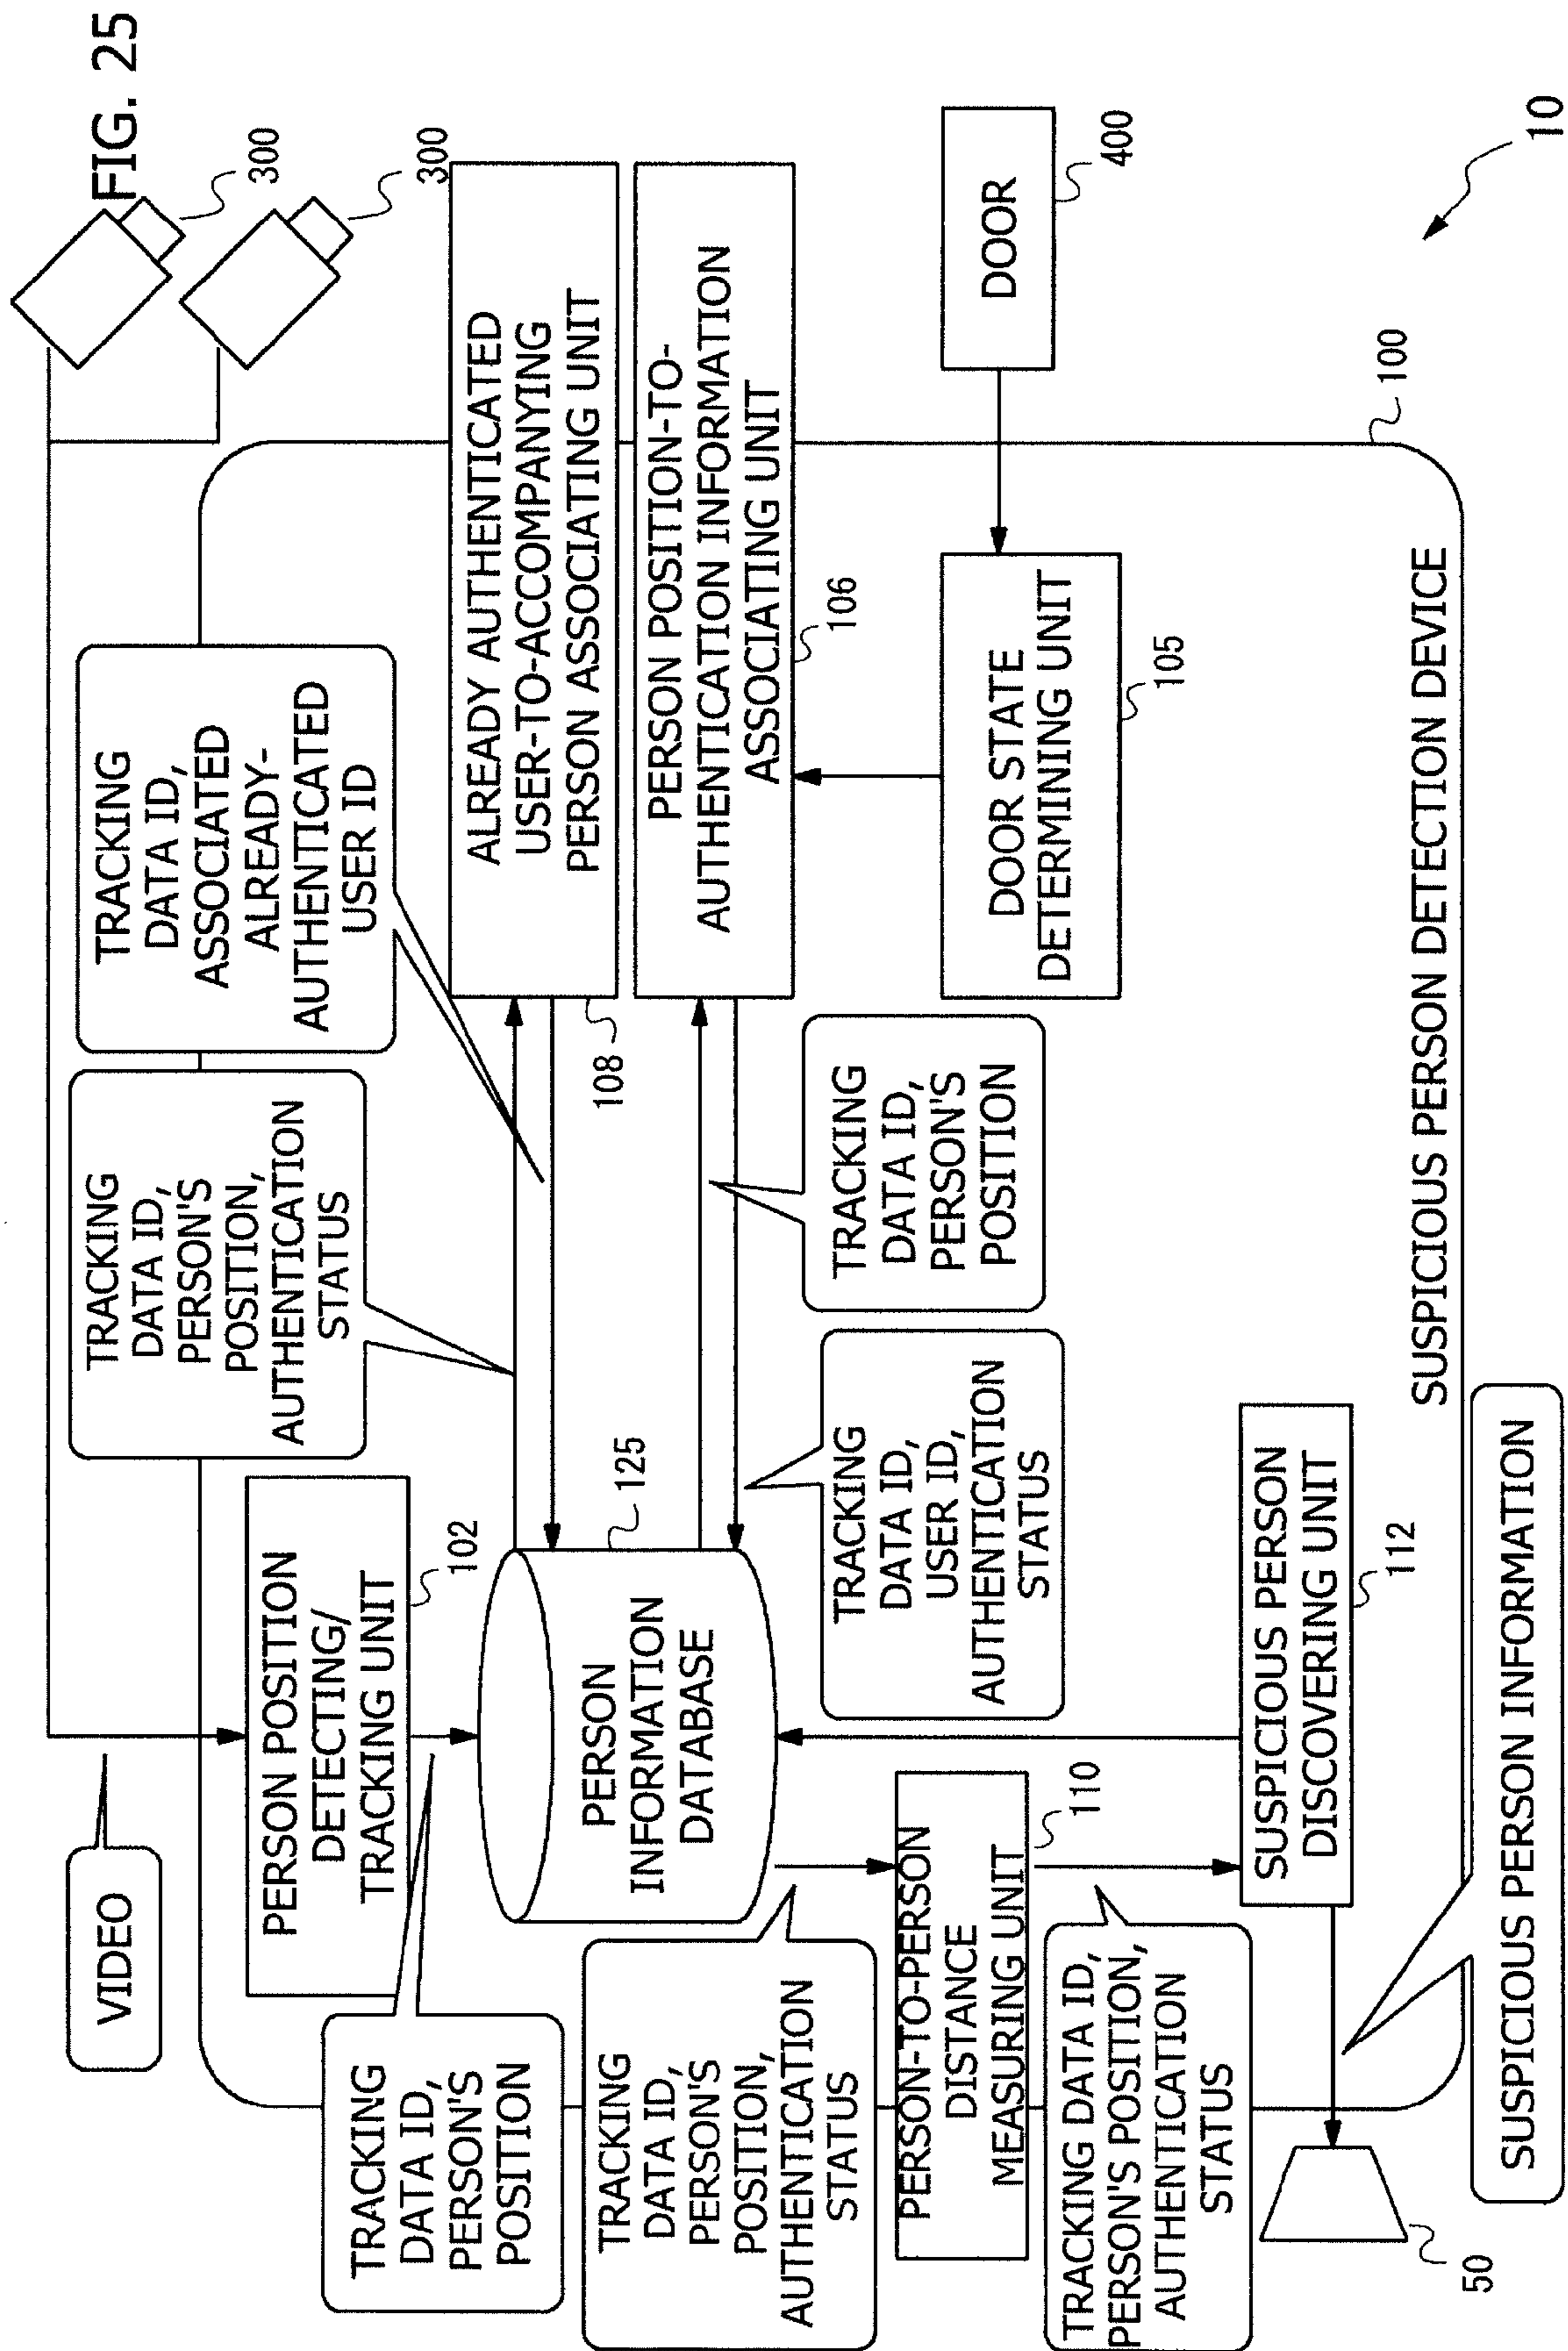 FIG. 25
300
300
VIDEO
TRACKING
DATA ID,
ASSOCIATED
ALREADY-
AUTHENTICATED
USER ID
TRACKING
DATA ID,
PERSON'S
POSITION,
AUTHENTICATION
STATUS
PERSON POSITION
DETECTING/
TRACKING UNIT
102
TRACKING
DATA ID,
PERSON'S
POSITION
ALREADY AUTHENTICATED
USER-TO-ACCOMPANYING
PERSON ASSOCIATING UNIT
108
PERSON POSITION-TO-
AUTHENTICATION INFORMATION
ASSOCIATING UNIT
106
PERSON
INFORMATION
DATABASE
125
TRACKING
DATA ID,
PERSON'S
POSITION
TRACKING
DATA ID,
USER ID,
AUTHENTICATION
STATUS
DOOR
400
DOOR STATE
DETERMINING UNIT
105
TRACKING
DATA ID,
PERSON'S
POSITION,
AUTHENTICATION
STATUS
PERSON-TO-PERSON
DISTANCE
MEASURING UNIT
110
TRACKING DATA ID,
PERSON'S POSITION,
AUTHENTICATION
STATUS
SUSPICIOUS PERSON
DISCOVERING UNIT
112
SUSPICIOUS PERSON DETECTION DEVICE
100
10
50
SUSPICIOUS PERSON INFORMATION